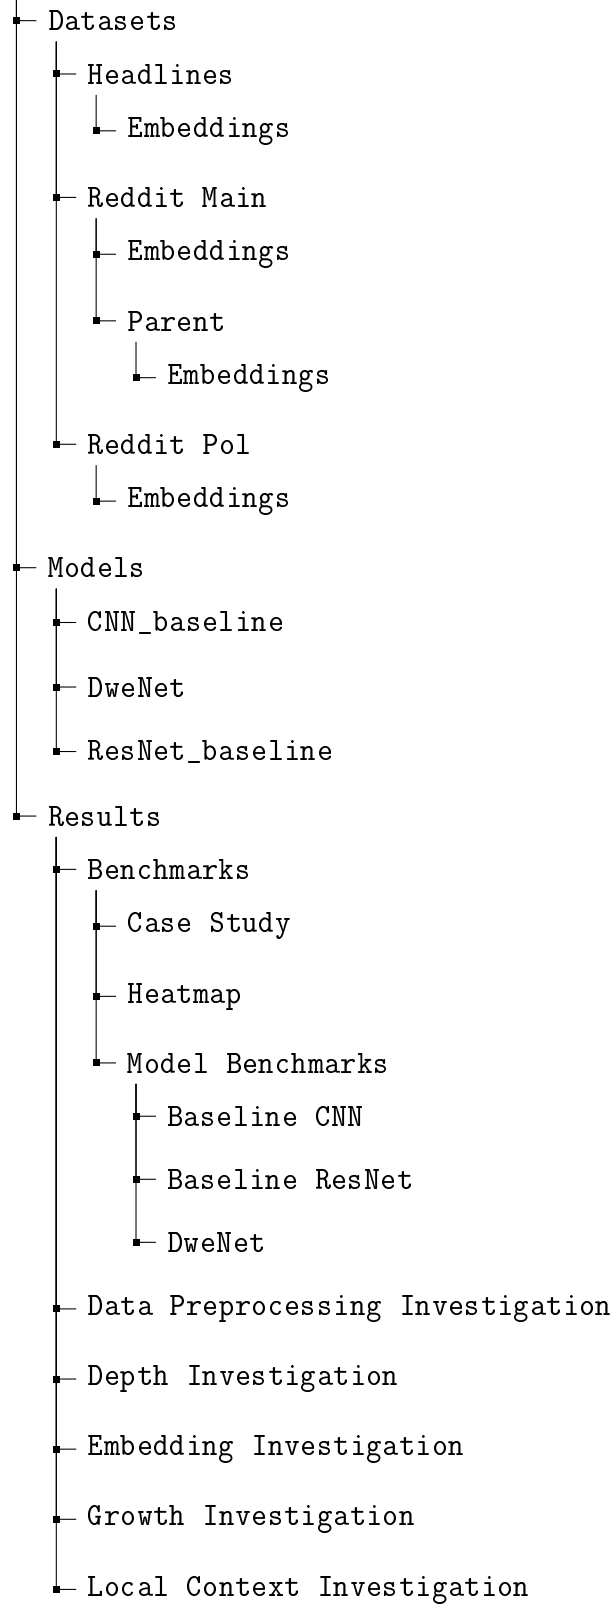 Datasets
Headlines
Embeddings
Reddit Main
Embeddings
Parent
Embeddings
Reddit Pol
Embeddings
Models
CNN_baseline
DweNet
ResNet_baseline
Results
Benchmarks
Case Study
Heatmap
Model Benchmarks
Baseline CNN
Baseline ResNet
DweNet
Data Preprocessing Investigation
Depth Investigation
Embedding Investigation
Growth Investigation
Local Context Investigation